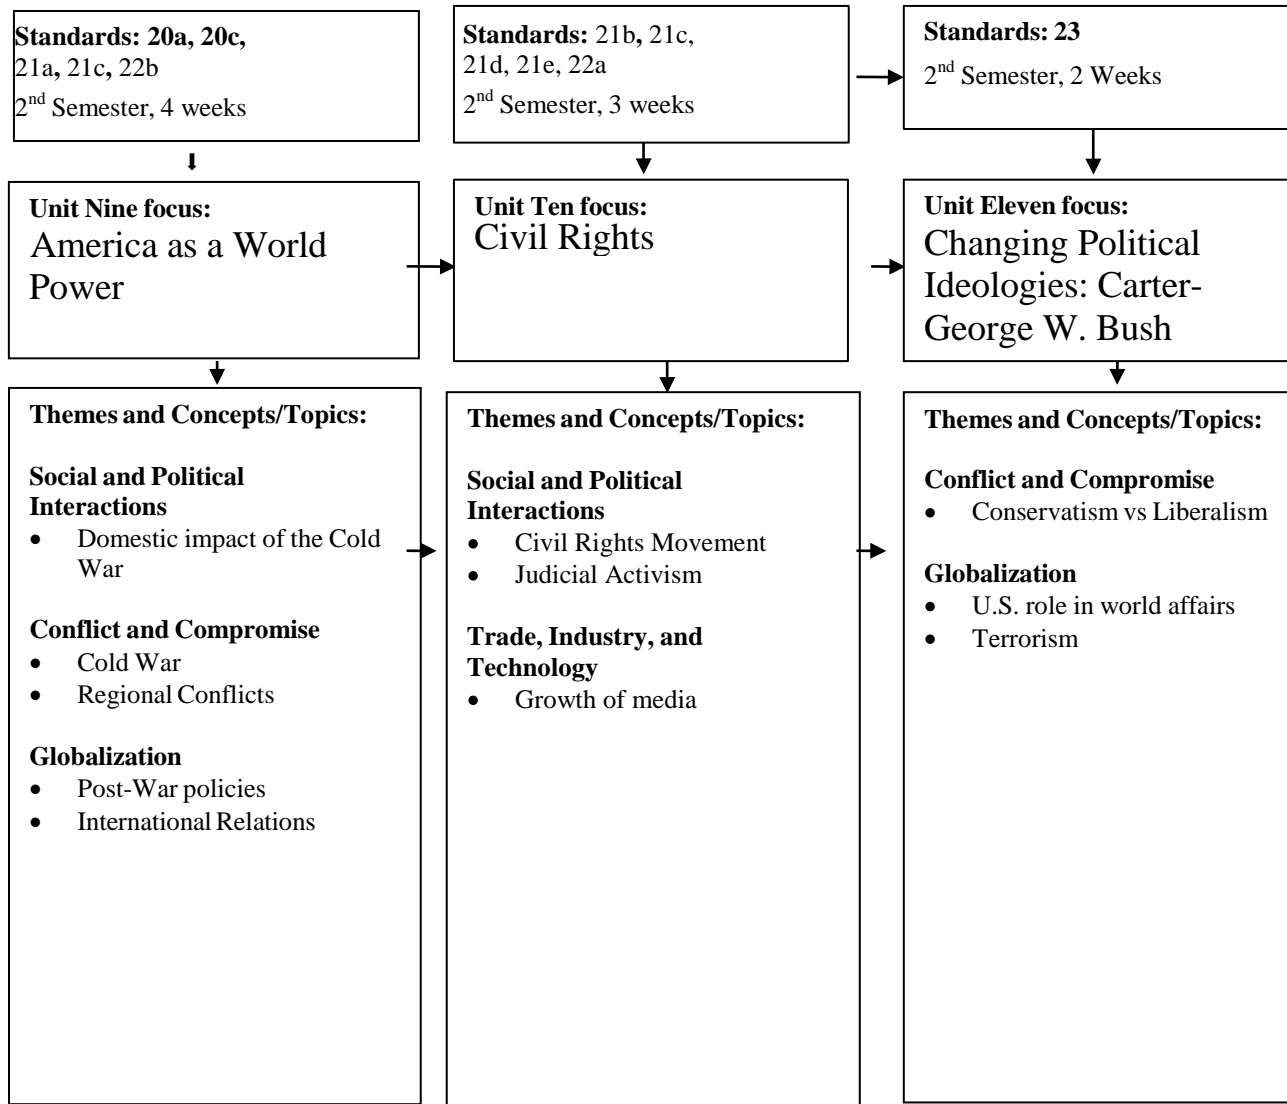 Standards: 20a, 20c,
21a, 21c, 22b
2nd Semester, 4 weeks
Standards: 21b, 21c,
21d, 21e, 22a
2nd Semester, 3 weeks
Standards: 23
2nd Semester, 2 Weeks
Unit Nine focus:
America as a World
Power
Unit Ten focus:
Civil Rights
Unit Eleven focus:
Changing Political
Ideologies: Carter-
George W. Bush
Themes and Concepts/Topics:
Social and Political
Interactions
• Domestic impact of the Cold
War
Conflict and Compromise
• Cold War
• Regional Conflicts
Globalization
• Post-War policies
• International Relations
Themes and Concepts/Topics:
Social and Political
Interactions
• Civil Rights Movement
• Judicial Activism
Trade, Industry, and
Technology
• Growth of media
Themes and Concepts/Topics:
Conflict and Compromise
• Conservatism vs Liberalism
Globalization
• U.S. role in world affairs
• Terrorism